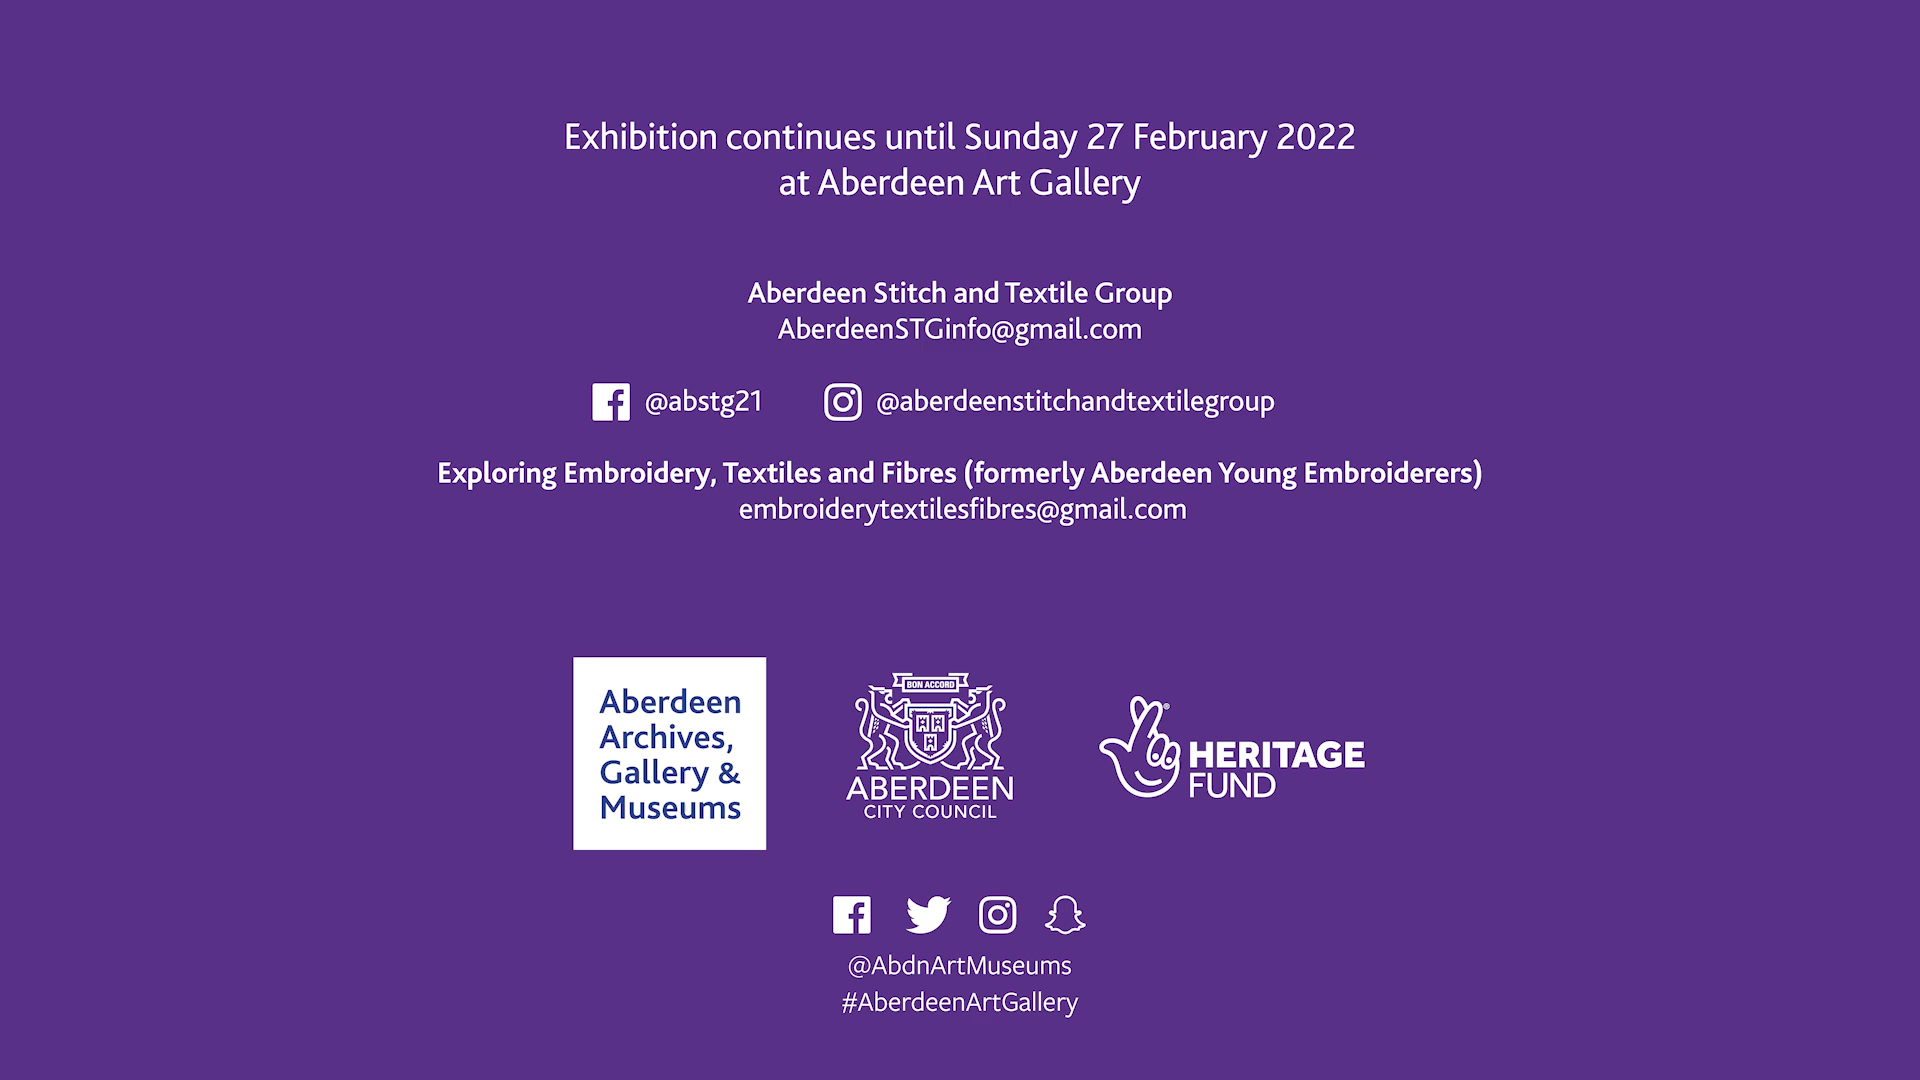 Exhibition continues until Sunday 27 February 2022
at Aberdeen Art Gallery
Aberdeen Stitch and Textile Group
AberdeenSTGinfo@gmail.com
@abstg21 @aberdeenstitchandtextilegroup
Exploring Embroidery, Textiles and Fibres (formerly Aberdeen Young Embroiderers)
embroiderytextilesfibres@gmail.com
Aberdeen
Archives,
Gallery &
Museums
BON ACCORD
ABERDEEN
CITY COUNCIL
HERITAGE
FUND
@AbdnArtMuseums
#AberdeenArtGallery